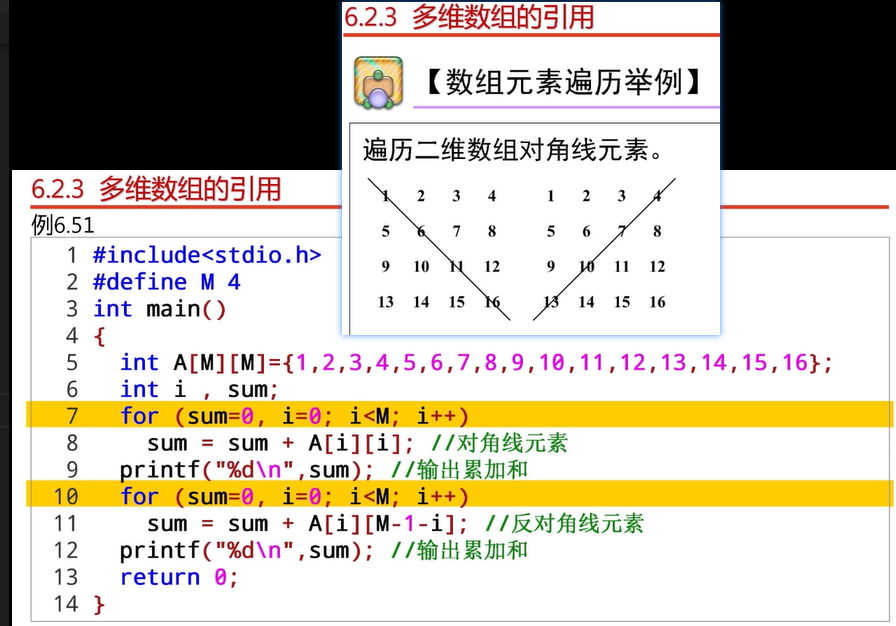 6.2.3 多维数组的引用
【数组元素遍历举例】
遍历二维数组对角线元素。
1 2 3 4 1 2 3 4
5 6 7 8 5 6 7 8
9 10 11 12 9 10 11 12
13 14 15 16 13 14 15 16
6.2.3 多维数组的引用
例6.51
1 #include<stdio.h>
2 #define M 4
3 int main()
4 {
5 int A[M][M]={1,2,3,4,5,6,7,8,9,10,11,12,13,14,15,16};
6 int i , sum;
7 for (sum=0, i=0; i<M; i++)
8 sum = sum + A[i][i]; //对角线元素
9 printf("%d\n",sum); //输出累加和
10 for (sum=0, i=0; i<M; i++)
11 sum = sum + A[i][M-1-i]; //反对角线元素
12 printf("%d\n",sum); //输出累加和
13 return 0;
14 }